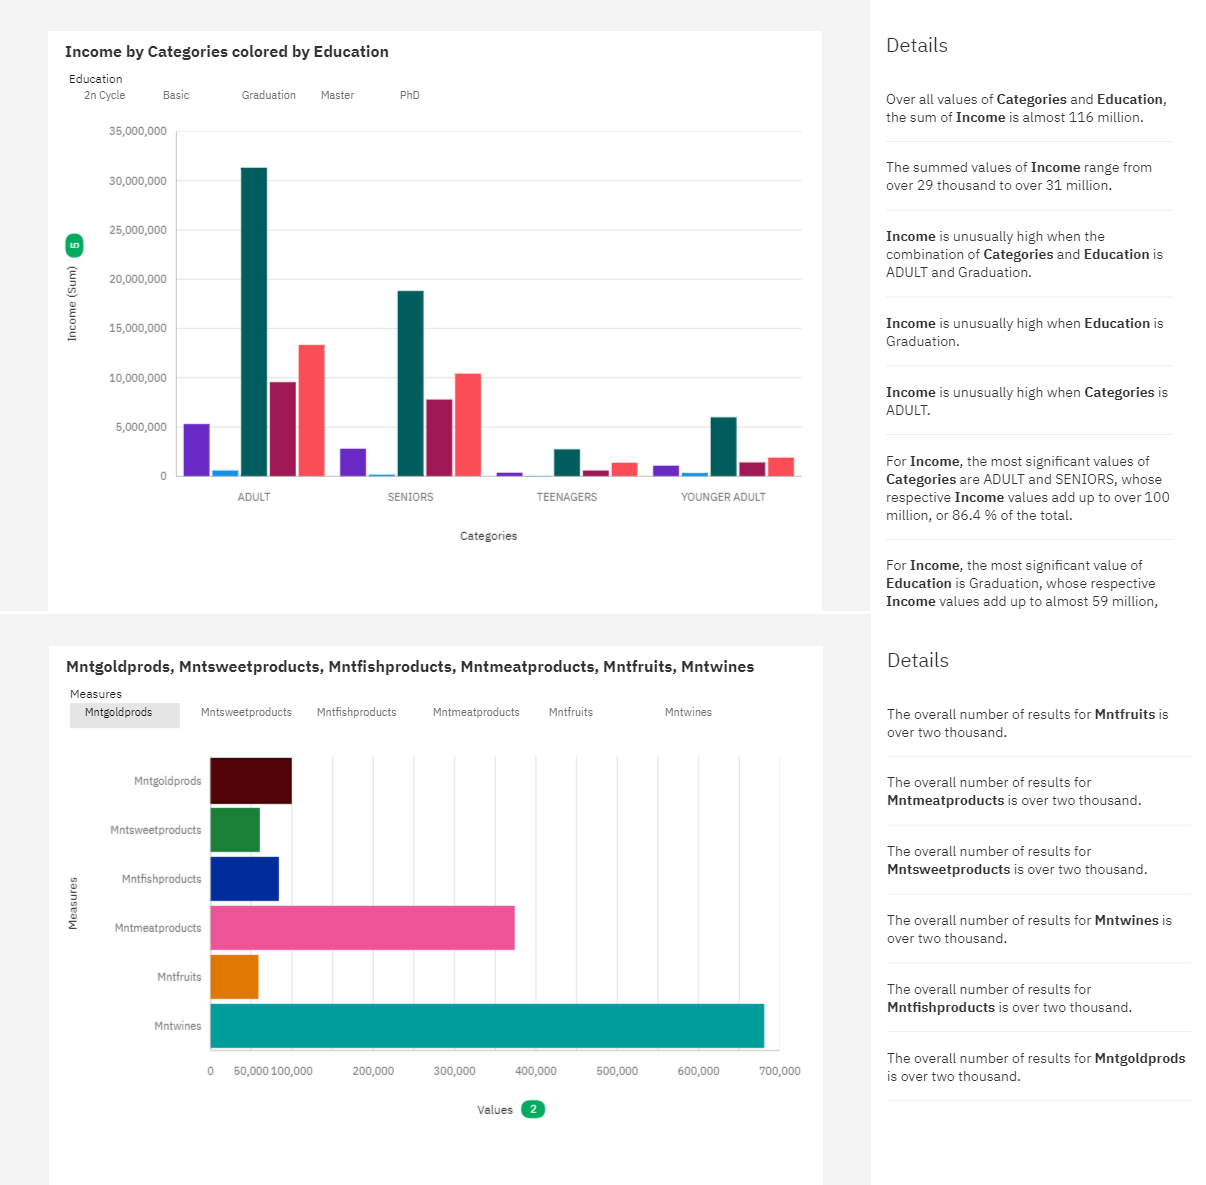 Income by Categories colored by Education
Education
2n Cycle Basic Graduation Master PhD
35,000,000
30,000,000
25,000,000
20,000,000
15,000,000
10,000,000
5,000,000
0
Income (Sum) 5
ADULT SENIORS TEENAGERS YOUNGER ADULT
Categories
Details
Over all values of Categories and Education,
the sum of Income is almost 116 million.
The summed values of Income range from
over 29 thousand to over 31 million.
Income is unusually high when the
combination of Categories and Education is
ADULT and Graduation.
Income is unusually high when Education is
Graduation.
Income is unusually high when Categories is
ADULT.
For Income, the most significant values of
Categories are ADULT and SENIORS, whose
respective Income values add up to over 100
million, or 86.4 % of the total.
For Income, the most significant value of
Education is Graduation, whose respective
Income values add up to almost 59 million,
Mntgoldprods, Mntsweetproducts, Mntfishproducts, Mntmeatproducts, Mntfruits, Mntwines
Measures
Mntgoldprods Mntsweetproducts Mntfishproducts Mntmeatproducts Mntfruits Mntwines
Measures
Mntgoldprods
Mntsweetproducts
Mntfishproducts
Mntmeatproducts
Mntfruits
Mntwines
0 50,000 100,000 200,000 300,000 400,000 500,000 600,000 700,000
Values 2
Details
The overall number of results for Mntfruits is
over two thousand.
The overall number of results for
Mntmeatproducts is over two thousand.
The overall number of results for
Mntsweetproducts is over two thousand.
The overall number of results for Mntwines is
over two thousand.
The overall number of results for
Mntfishproducts is over two thousand.
The overall number of results for Mntgoldprods
is over two thousand.